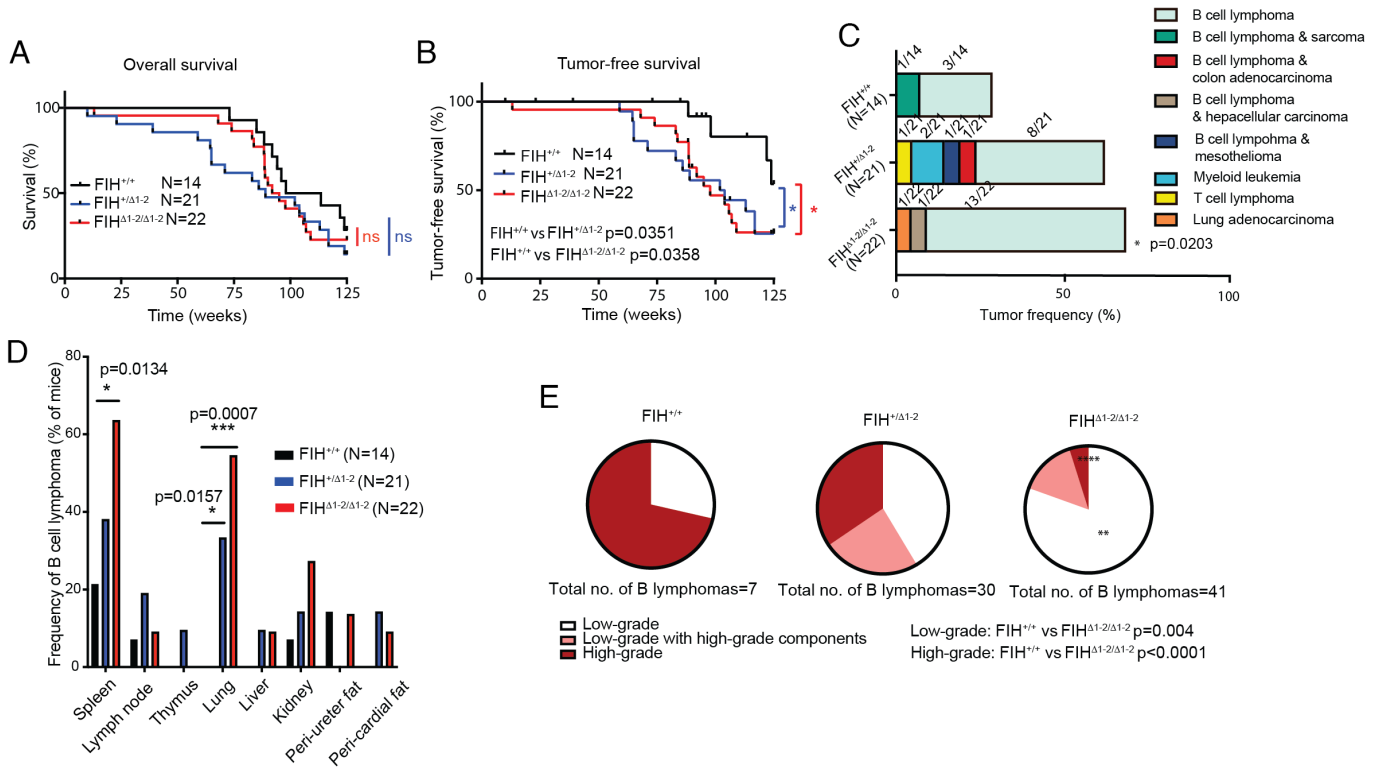 A
Overall survival
Survival (%)
100
50
0
FIH+/+ N=14
FIH+/Δ1-2 N=21
FIHΔ1-2/Δ1-2 N=22
ns
ns
0 25 50 75 100 125
Time (weeks)
B
Tumor-free survival
Tumor-free survival (%)
100
50
0
FIH+/+ N=14
FIH+/Δ1-2 N=21
FIHΔ1-2/Δ1-2 N=22
* *
FIH+/+ vs FIH+/Δ1-2 p=0.0351
FIH+/+ vs FIHΔ1-2/Δ1-2 p=0.0358
0 25 50 75 100 125
Time (weeks)
C
1/14 3/14
FIH+/+
(N=14)
1/21 2/21 1/21 1/21 8/21
FIH+/Δ1-2
(N=21)
1/22 1/22 13/22
FIHΔ1-2/Δ1-2
(N=22)
* p=0.0203
0 50 100
Tumor frequency (%)
B cell lymphoma
B cell lymphoma & sarcoma
B cell lymphoma &
colon adenocarcinoma
B cell lymphoma
& hepacellular carcinoma
B cell lympohma &
mesothelioma
Myeloid leukemia
T cell lymphoma
Lung adenocarcinoma
D
Frequency of B cell lymphoma (% of mice)
80
60
40
20
0
p=0.0134
*
p=0.0007
***
p=0.0157
*
FIH+/+ (N=14)
FIH+/Δ1-2 (N=21)
FIHΔ1-2/Δ1-2 (N=22)
Spleen
Lymph node
Thymus
Lung
Liver
Kidney
Peri-ureter fat
Peri-cardial fat
E
FIH+/+
FIH+/Δ1-2
FIHΔ1-2/Δ1-2
****
**
Total no. of B lymphomas=7
Total no. of B lymphomas=30
Total no. of B lymphomas=41
Low-grade
Low-grade with high-grade components
High-grade
Low-grade: FIH+/+ vs FIHΔ1-2/Δ1-2 p=0.004
High-grade: FIH+/+ vs FIHΔ1-2/Δ1-2 p<0.0001